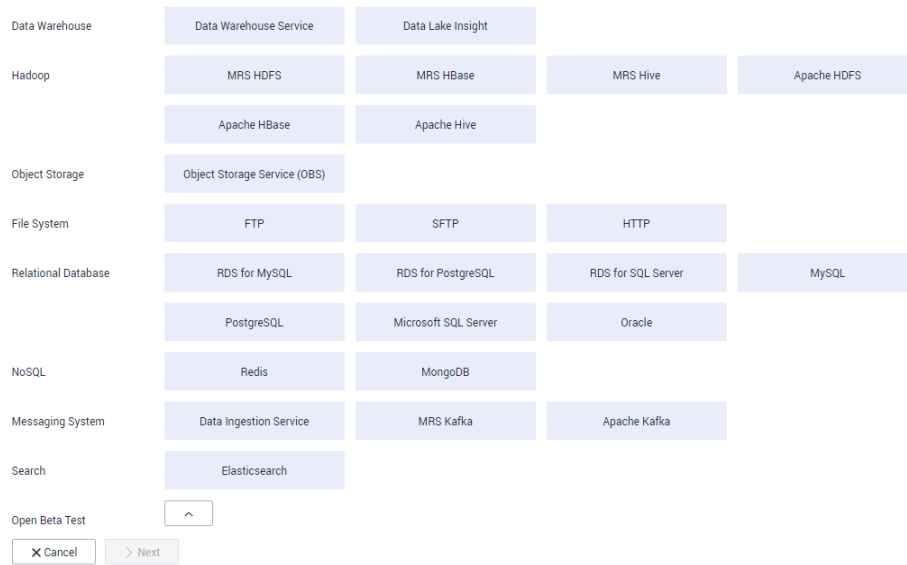 Data Warehouse Data Warehouse Service Data Lake Insight
Hadoop MRS HDFS MRS HBase MRS Hive Apache HDFS
Apache HBase Apache Hive
Object Storage Object Storage Service (OBS)
File System FTP SFTP HTTP
Relational Database RDS for MySQL RDS for PostgreSQL RDS for SQL Server MySQL
PostgreSQL Microsoft SQL Server Oracle
NoSQL Redis MongoDB
Messaging System Data Ingestion Service MRS Kafka Apache Kafka
Search Elasticsearch
Open Beta Test
Cancel Next